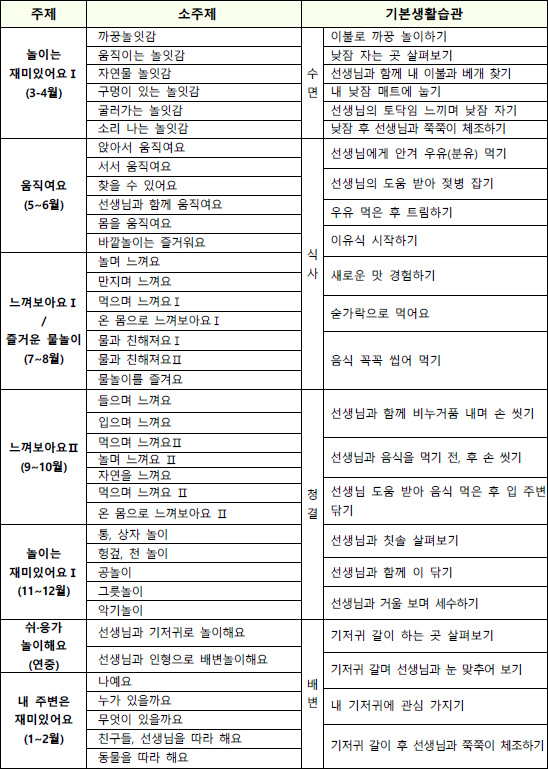 주제 소주제 기본생활습관
놀이는
재미있어요 I
(3-4월)
까꿍놀잇감
움직이는 놀잇감
자연물 놀잇감
구멍이 있는 놀잇감
굴러가는 놀잇감
소리 나는 놀잇감
수
면
이불로 까꿍 놀이하기
낮잠 자는 곳 살펴보기
선생님과 함께 내 이불과 베개 찾기
내 낮잠 매트에 눕기
선생님의 토닥임 느끼며 낮잠 자기
낮잠 후 선생님과 쭉쭉이 체조하기
움직여요
(5~6월)
앉아서 움직여요
서서 움직여요
찾을 수 있어요
선생님과 함께 움직여요
몸을 움직여요
바깥놀이는 즐거워요
식
사
선생님에게 안겨 우유(분유) 먹기
선생님의 도움 받아 젖병 잡기
우유 먹은 후 트림하기
이유식 시작하기
새로운 맛 경험하기
숟가락으로 먹어요
음식 꼭꼭 씹어 먹기
느껴보아요 I
/
즐거운 물놀이
(7~8월)
놀며 느껴요
만지며 느껴요
먹으며 느껴요 I
온 몸으로 느껴보아요 I
물과 친해져요 I
물과 친해져요 II
물놀이를 즐겨요
느껴보아요 II
(9~10월)
들으며 느껴요
입으며 느껴요
먹으며 느껴요 II
놀며 느껴요 II
자연을 느껴요
먹으며 느껴요 II
온 몸으로 느껴보아요 II
청
결
선생님과 함께 비누거품 내며 손 씻기
선생님과 음식을 먹기 전, 후 손 씻기
선생님 도움 받아 음식 먹은 후 입 주변
닦기
선생님과 칫솔 살펴보기
선생님과 함께 이 닦기
선생님과 거울 보며 세수하기
놀이는
재미있어요 I
(11~12월)
통, 상자 놀이
헝겊, 천 놀이
공놀이
그릇놀이
악기놀이
쉬·응가
놀이해요
(연중)
선생님과 기저귀로 놀이해요
선생님과 인형으로 배변놀이해요
배
변
기저귀 갈이 하는 곳 살펴보기
기저귀 갈며 선생님과 눈 맞추어 보기
내 기저귀에 관심 가지기
기저귀 갈이 후 선생님과 쭉쭉이 체조하기
내 주변은
재미있어요
(1~2월)
나예요
누가 있을까요
무엇이 있을까요
친구들, 선생님을 따라 해요
동물을 따라 해요